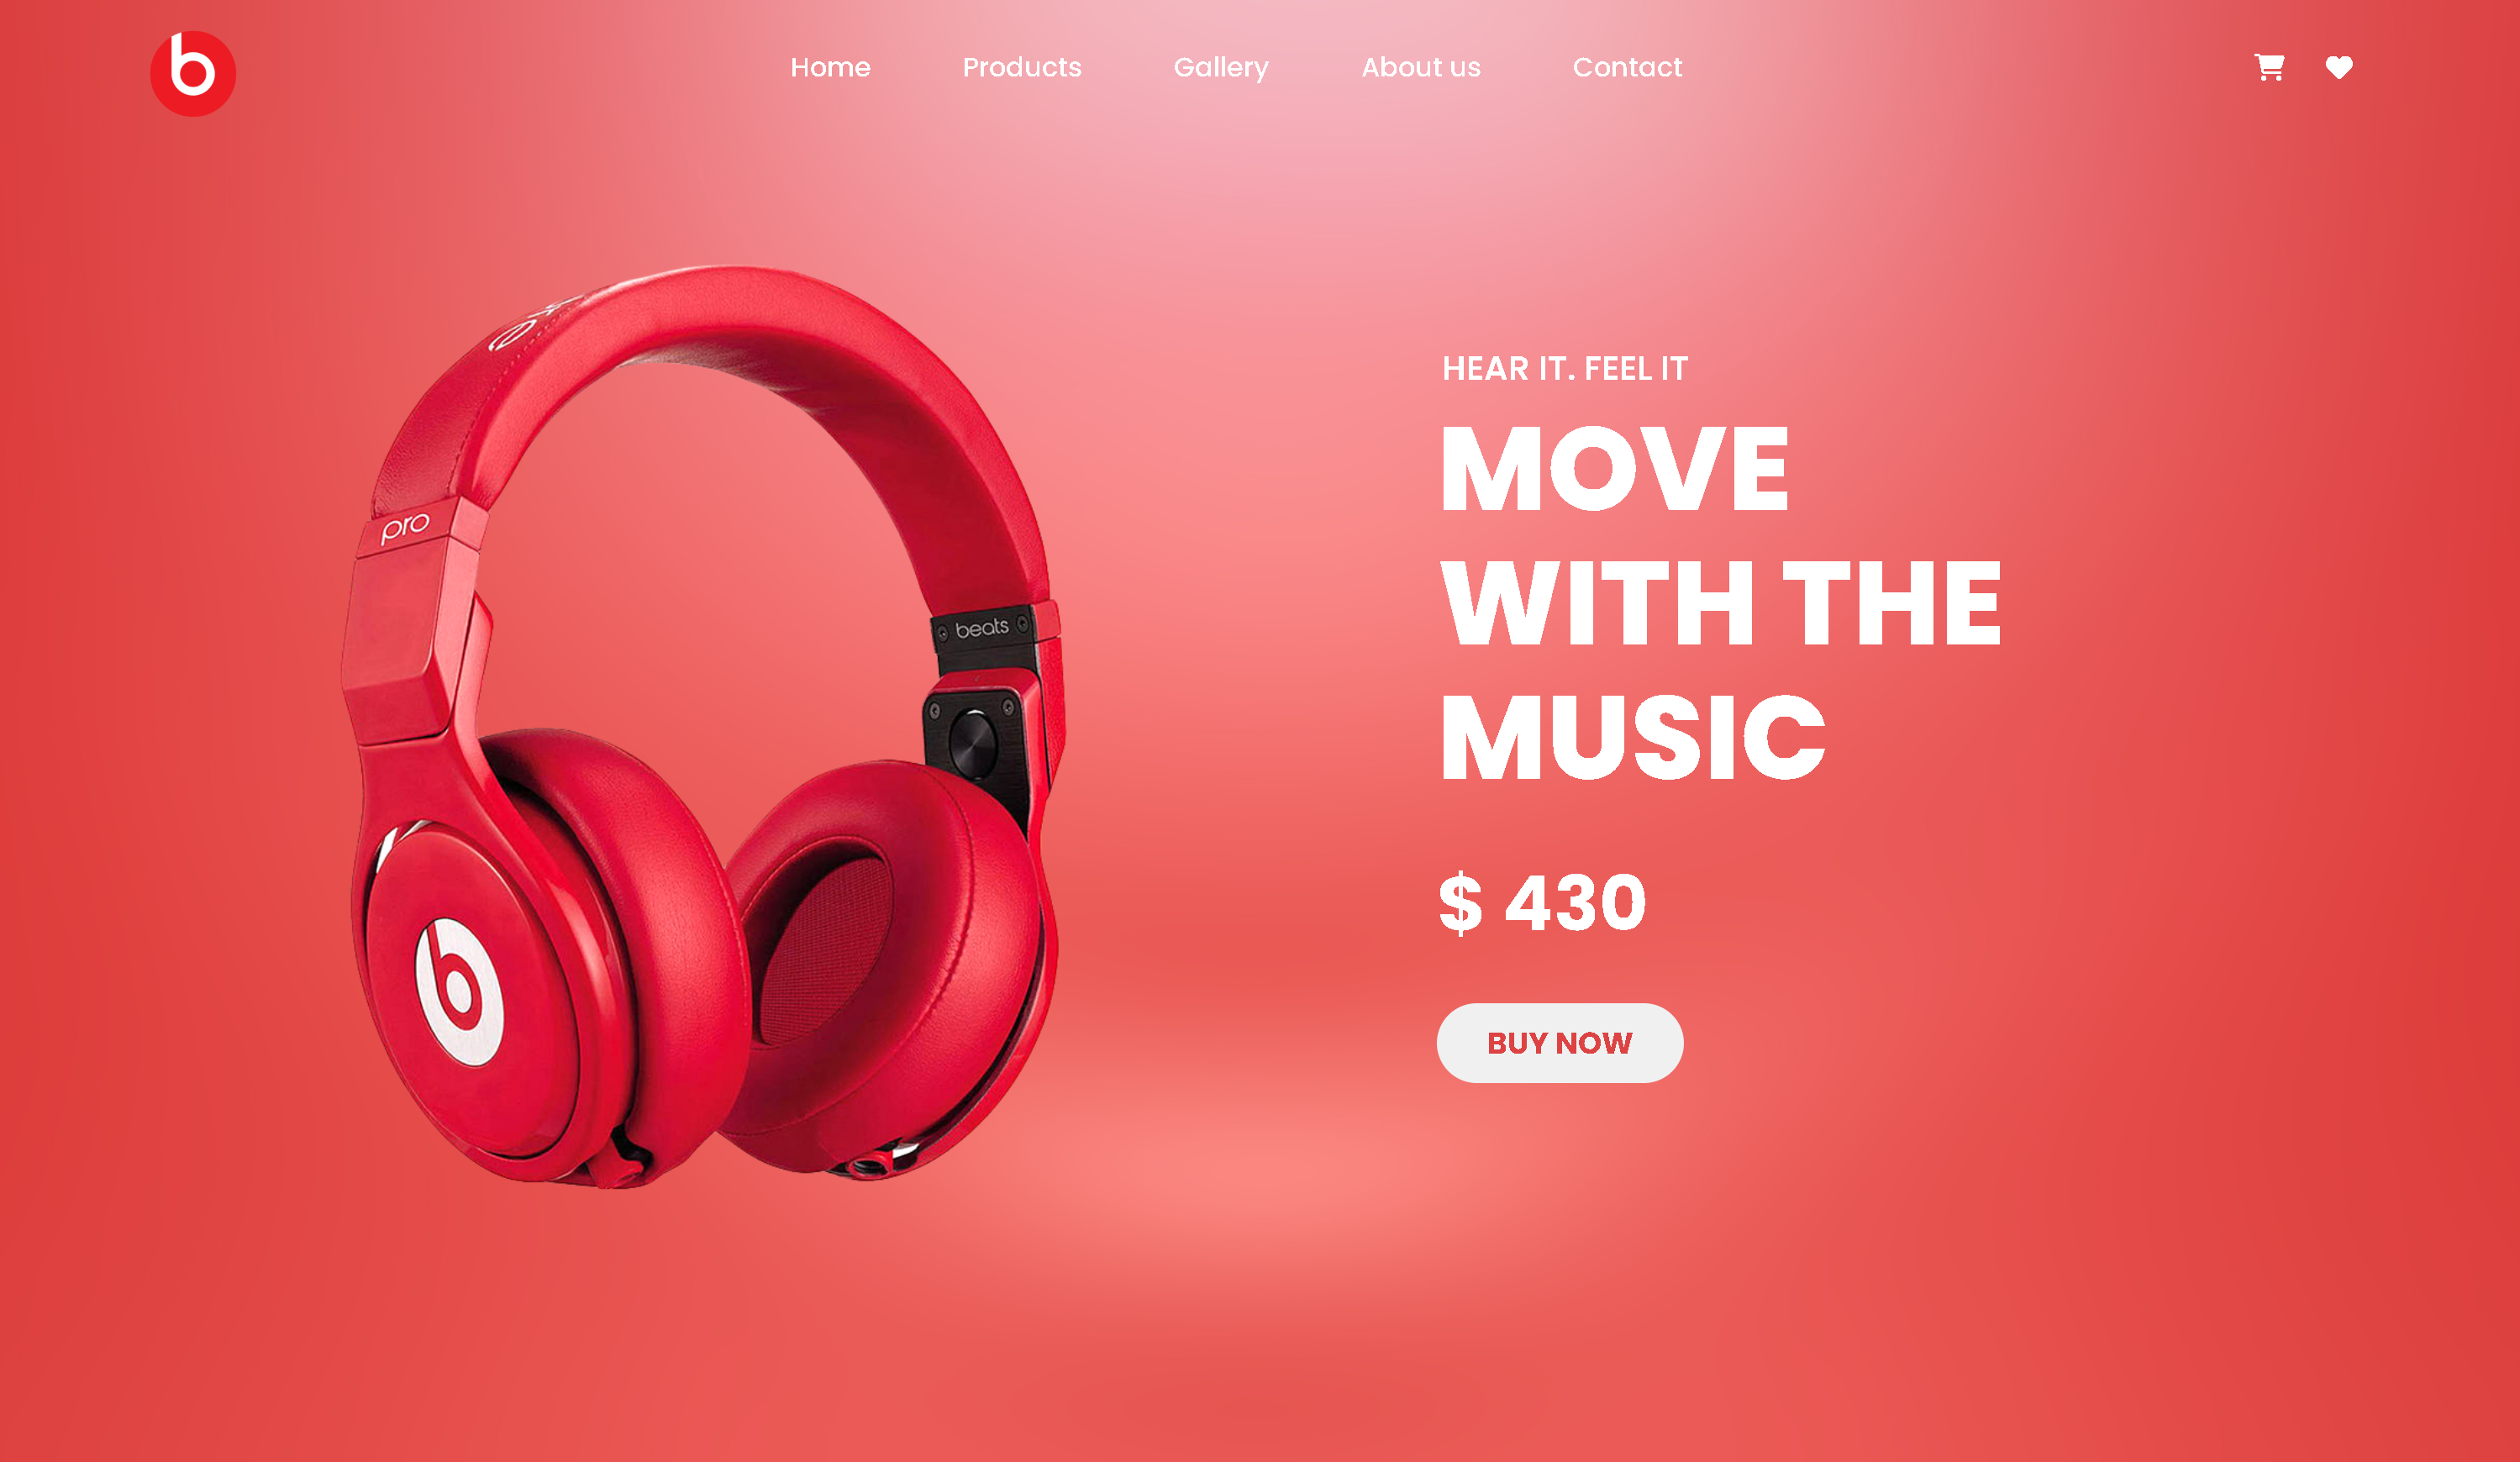 b
Home
Products
Gallery
About us
Contact
HEAR IT. FEEL IT
MOVE
WITH THE
MUSIC
$ 430
BUY NOW
pro
beats
b